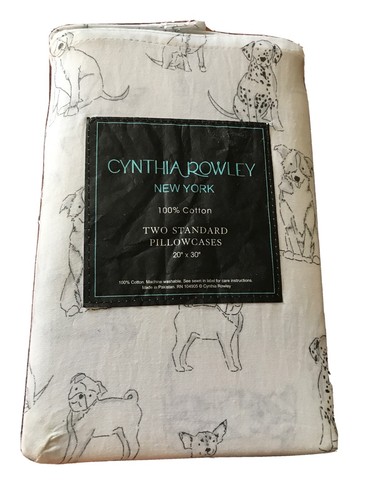 CYNTHIA ROWLEY
NEW YORK
100% Cotton
TWO STANDARD
PILLOWCASES
20" x 30"
100% Cotton. Machine washable. See sewn in label for care instructions.
Made in Pakistan. RN 104905 © Cynthia Rowley